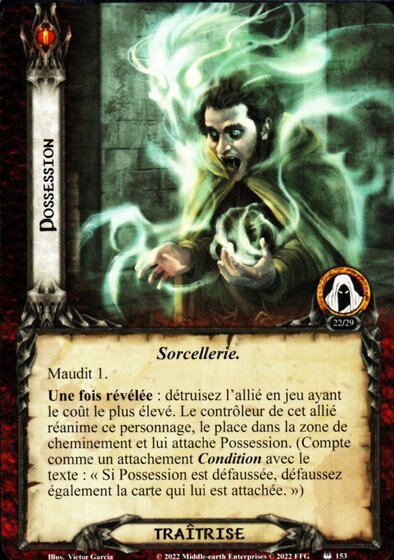 POSSESSION
22/29
Sorcellerie.
Maudit 1.
Une fois révélée : détruisez l'allié en jeu ayant
le coût le plus élevé. Le contrôleur de cet allié
réanime ce personnage, le place dans la zone de
cheminement et lui attache Possession. (Compte
comme un attachement Condition avec le
texte : « Si Possession est défaussée, défaussez
également la carte qui lui est attachée. »)
TRAÎTRISE
Illus. Victor Garcia © 2022 Middle-earth Enterprises © 2022 FFG 153